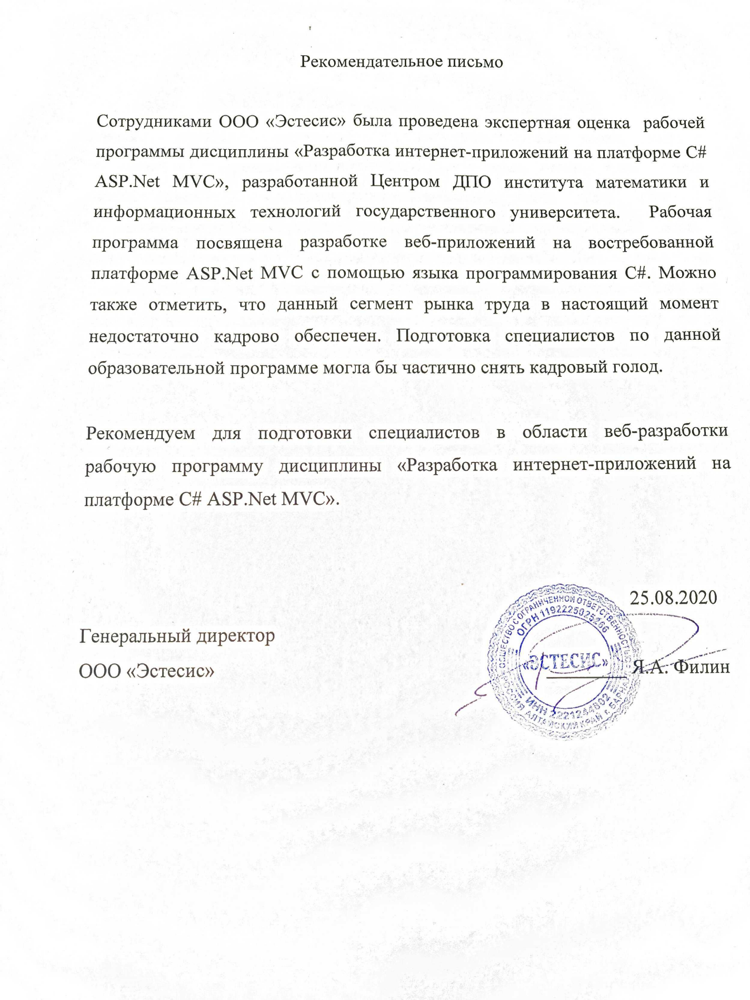 Рекомендательное письмо
Сотрудниками ООО «Эстесис» была проведена экспертная оценка рабочей
программы дисциплины «Разработка интернет-приложений на платформе C#
ASP.Net MVC», разработанной Центром ДПО института математики и
информационных технологий государственного университета. Рабочая
программа посвящена разработке веб-приложений на востребованной
платформе ASP.Net MVC с помощью языка программирования C#. Можно
также отметить, что данный сегмент рынка труда в настоящий момент
недостаточно кадрово обеспечен. Подготовка специалистов по данной
образовательной программе могла бы частично снять кадровый голод.
Рекомендуем для подготовки специалистов в области веб-разработки
рабочую программу дисциплины «Разработка интернет-приложений на
платформе C# ASP.Net MVC».
25.08.2020
Генеральный директор
ООО «Эстесис»
Я.А. Филин
ОБЩЕСТВО С ОГРАНИЧЕННОЙ ОТВЕТСТВЕННОСТЬЮ
ОГРН 1192225025266
«ЭСТЕСИС»
ИНН 2221244802
РОССИЯ АЛТАЙСКИЙ КРАЙ г.